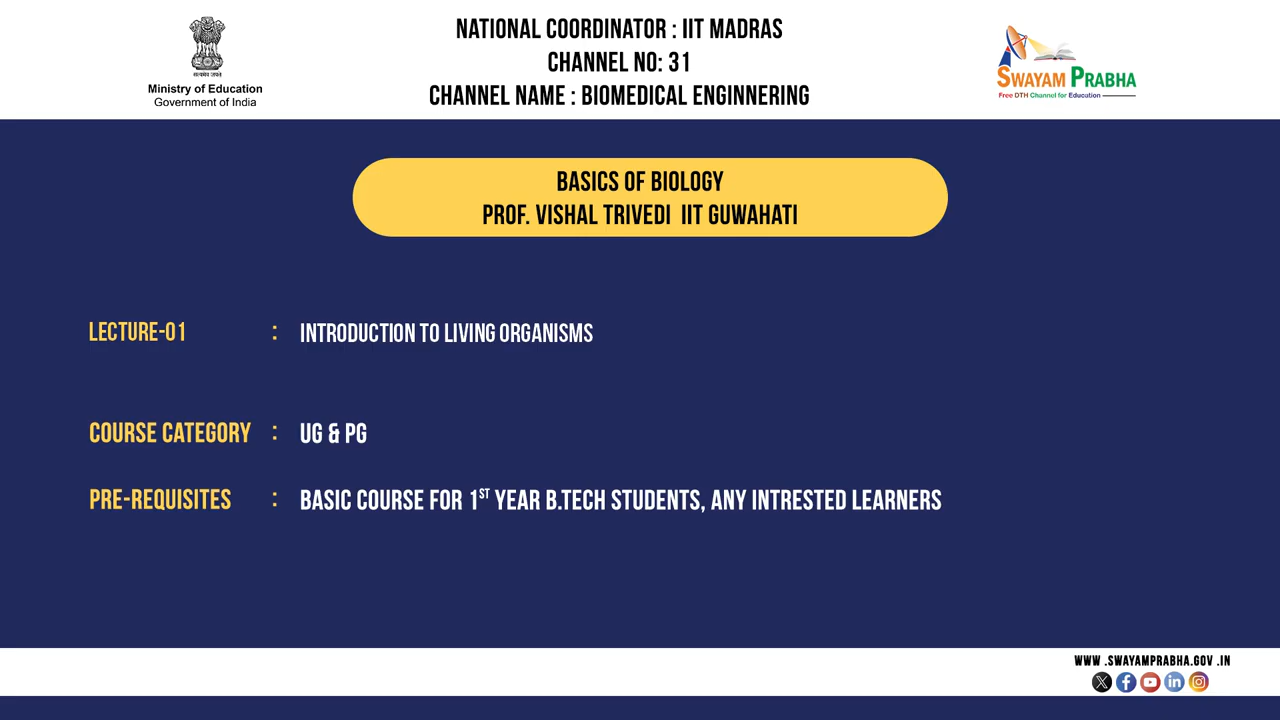 NATIONAL COORDINATOR : IIT MADRAS
CHANNEL NO: 31
CHANNEL NAME : BIOMEDICAL ENGINNERING
सत्यमेव जयते
Ministry of Education
Government of India
SWAYAM PRABHA
Free DTH Channel for Education
BASICS OF BIOLOGY
PROF. VISHAL TRIVEDI IIT GUWAHATI
LECTURE-01 : INTRODUCTION TO LIVING ORGANISMS
COURSE CATEGORY : UG & PG
PRE-REQUISITES : BASIC COURSE FOR 1ST YEAR B.TECH STUDENTS, ANY INTRESTED LEARNERS
WWW .SWAYAMPRABHA.GOV .IN